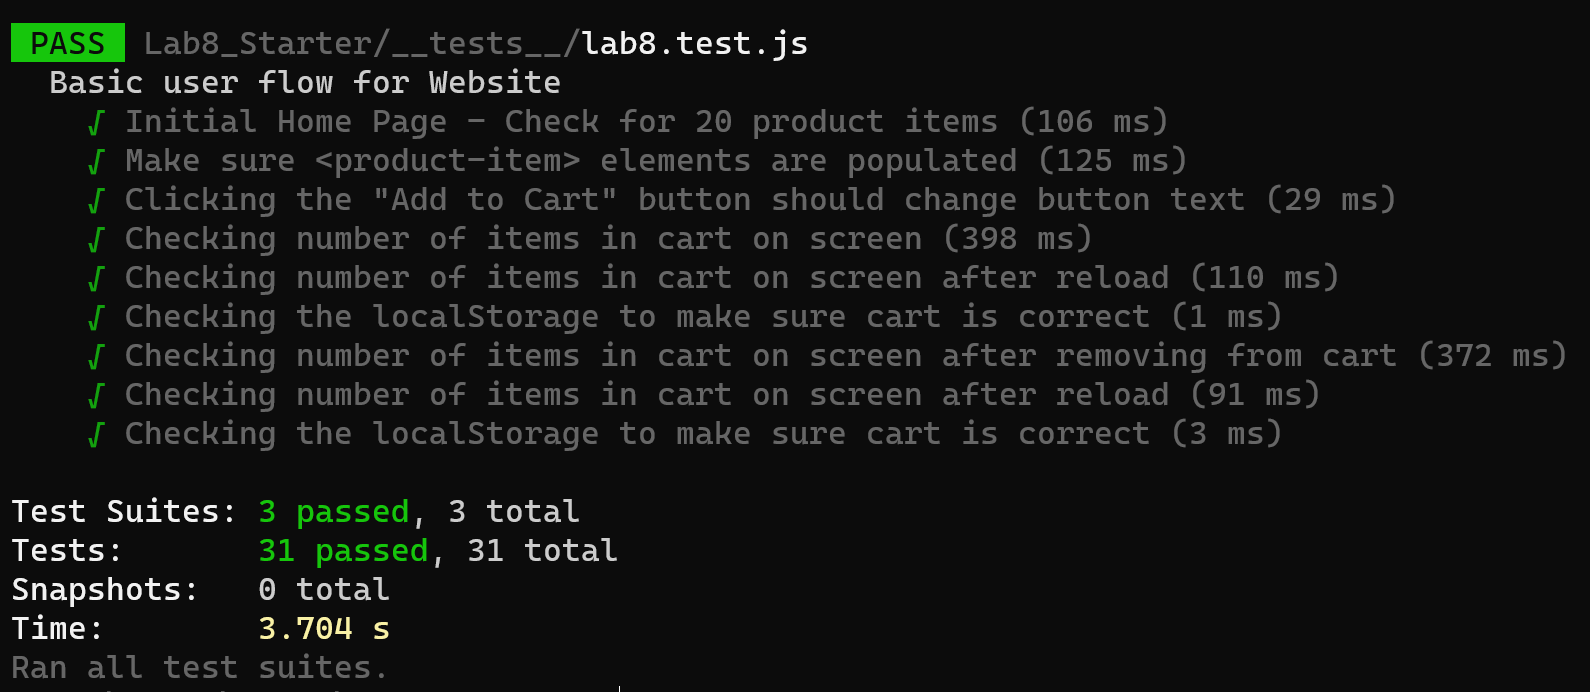 PASS Lab8_Starter/__tests__/lab8.test.js
Basic user flow for Website
√ Initial Home Page - Check for 20 product items (106 ms)
√ Make sure <product-item> elements are populated (125 ms)
√ Clicking the "Add to Cart" button should change button text (29 ms)
√ Checking number of items in cart on screen (398 ms)
√ Checking number of items in cart on screen after reload (110 ms)
√ Checking the localStorage to make sure cart is correct (1 ms)
√ Checking number of items in cart on screen after removing from cart (372 ms)
√ Checking number of items in cart on screen after reload (91 ms)
√ Checking the localStorage to make sure cart is correct (3 ms)
Test Suites: 3 passed, 3 total
Tests: 31 passed, 31 total
Snapshots: 0 total
Time: 3.704 s
Ran all test suites.